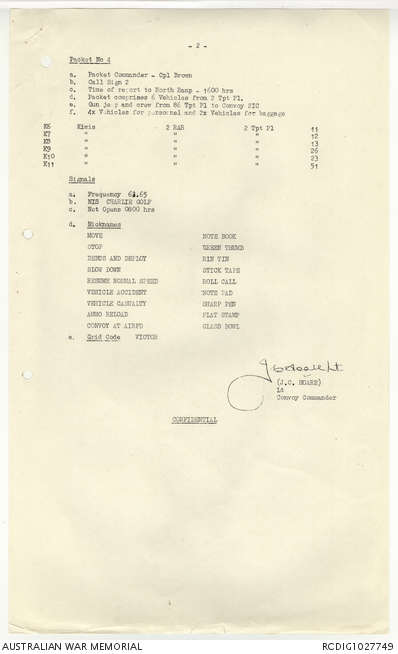 - 2 -
Packet No 4
a. Packet Commander - Cpl Brown
b. Call Sign 2
c. Time of report to North Ramp - 1600 hrs
d. Packet comprises 6 Vehicles from 2 Tpt Pl.
e. Gun jeep and crew from 86 Tpt Pl to Convoy 2IC
f. 4x Vehicles for personnel and 2x Vehicles for baggage
K6 Kiwis 2 RAR 2 Tpt Pl 11
K7 " " " 12
K8 " " " 13
K9 " " " 26
K10 " " " 23
K11 " " " 51
Signals
a. Frequency 61.65
b. NIS CHARLIE GOLF
c. Net Opens 0800 hrs
d. Nicknames
MOVE NOTE BOOK
STOP GREEN THUMB
DEBUS AND DEPLOY RIN TIN
SLOW DOWN STICK TAPE
RESUME NORMAL SPEED ROLL CALL
VEHICLE ACCIDENT NOTE PAD
VEHICLE CASUALTY SHARP PEN
AMMO RELOAD FLAT STAMP
CONVOY AT AIRPD GLASS BOWL
e. Grid Code VICTOR
(J.C. HOARE)
Lt
Convoy Commander
CONFIDENTIAL
AUSTRALIAN WAR MEMORIAL RCDIG1027749